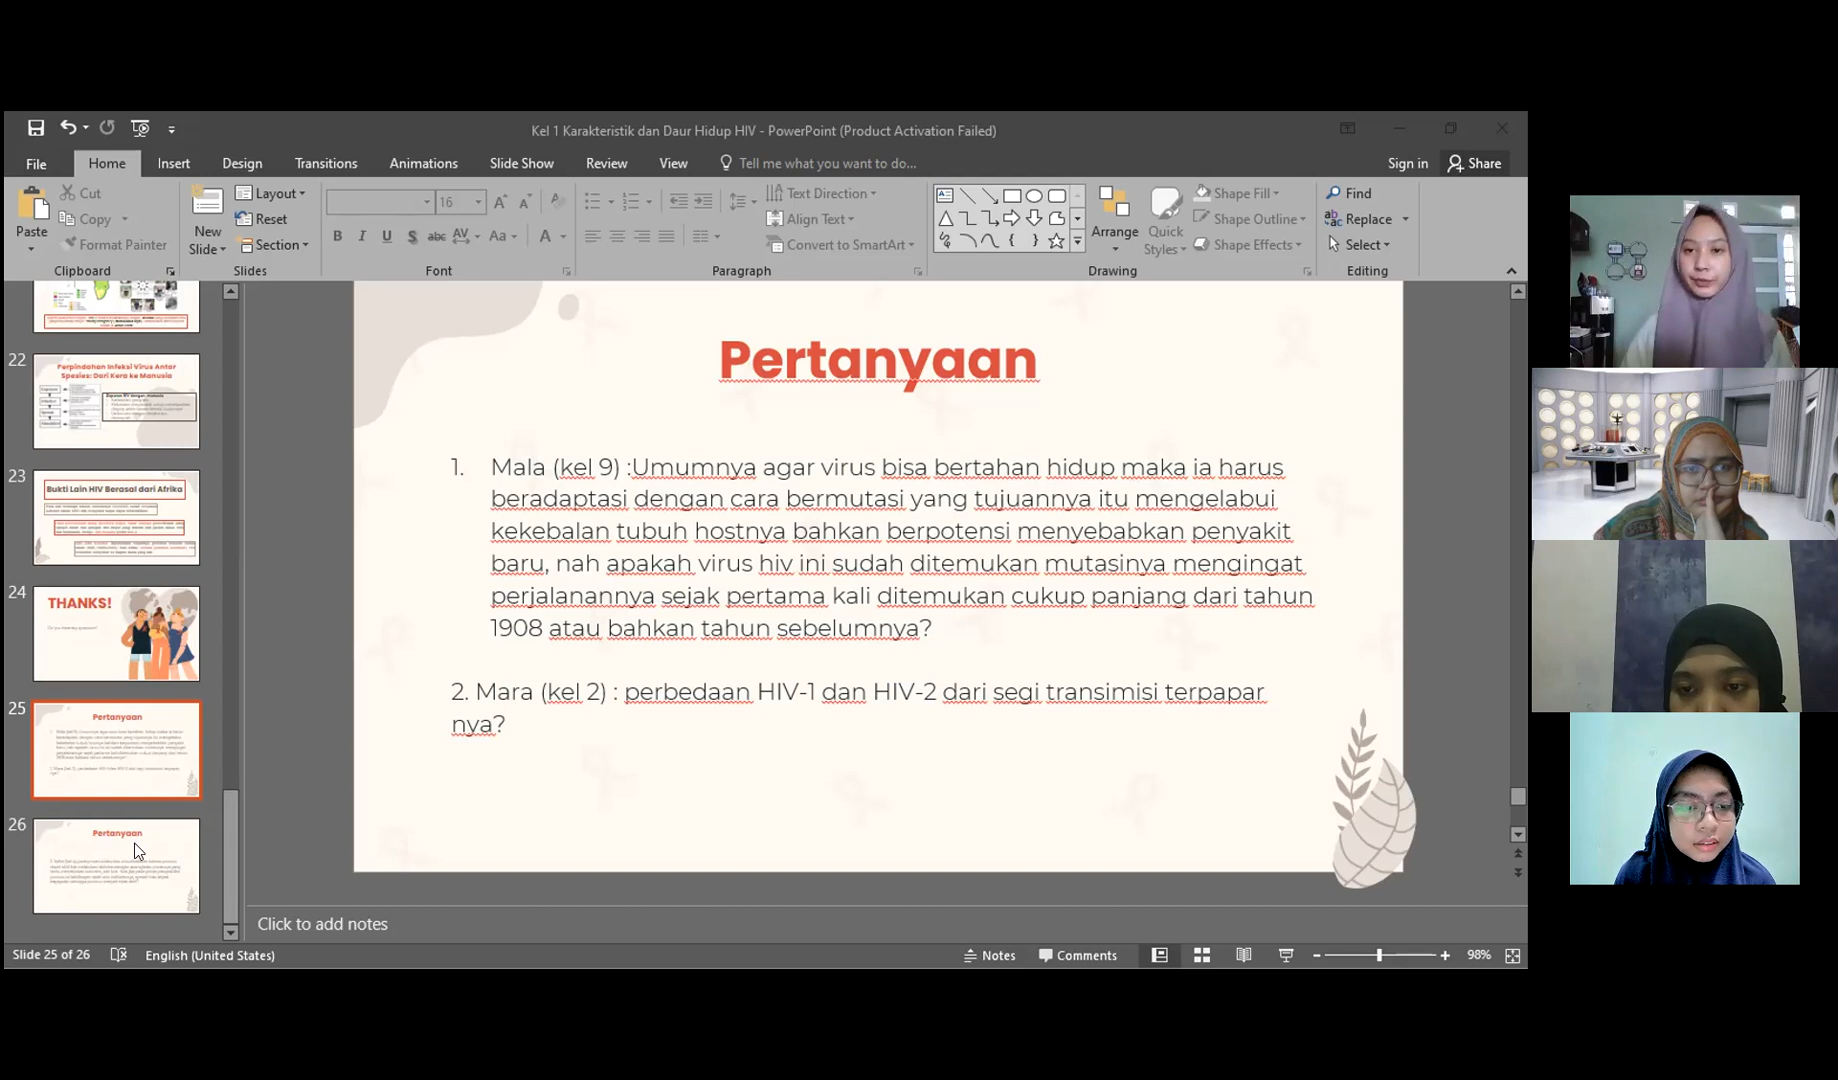 Kel 1 Karakteristik dan Daur Hidup HIV - PowerPoint (Product Activation Failed)
File Home Insert Design Transitions Animations Slide Show Review View Tell me what you want to do... Sign in Share
Paste
Cut
Copy
Format Painter
Clipboard
New Slide
Layout
Reset
Section
Slides
16
B I U S abc AV Aa A
Font
Text Direction
Align Text
Convert to SmartArt
Paragraph
Arrange
Quick Styles
Shape Fill
Shape Outline
Shape Effects
Drawing
Find
Replace
Select
Editing
22
Perpindahan Infeksi Virus Antar
Spesies: Dari Kera ke Manusia
23
Bukti Lain HIV Berasal dari Afrika
24
THANKS!
25
Pertanyaan
26
Pertanyaan
Pertanyaan
1. Mala (kel 9) :Umumnya agar virus bisa bertahan hidup maka ia harus
beradaptasi dengan cara bermutasi yang tujuannya itu mengelabui
kekebalan tubuh hostnya bahkan berpotensi menyebabkan penyakit
baru, nah apakah virus hiv ini sudah ditemukan mutasinya mengingat
perjalanannya sejak pertama kali ditemukan cukup panjang dari tahun
1908 atau bahkan tahun sebelumnya?
2. Mara (kel 2) : perbedaan HIV-1 dan HIV-2 dari segi transimisi terpapar
nya?
Click to add notes
Slide 25 of 26 English (United States) Notes Comments 98%